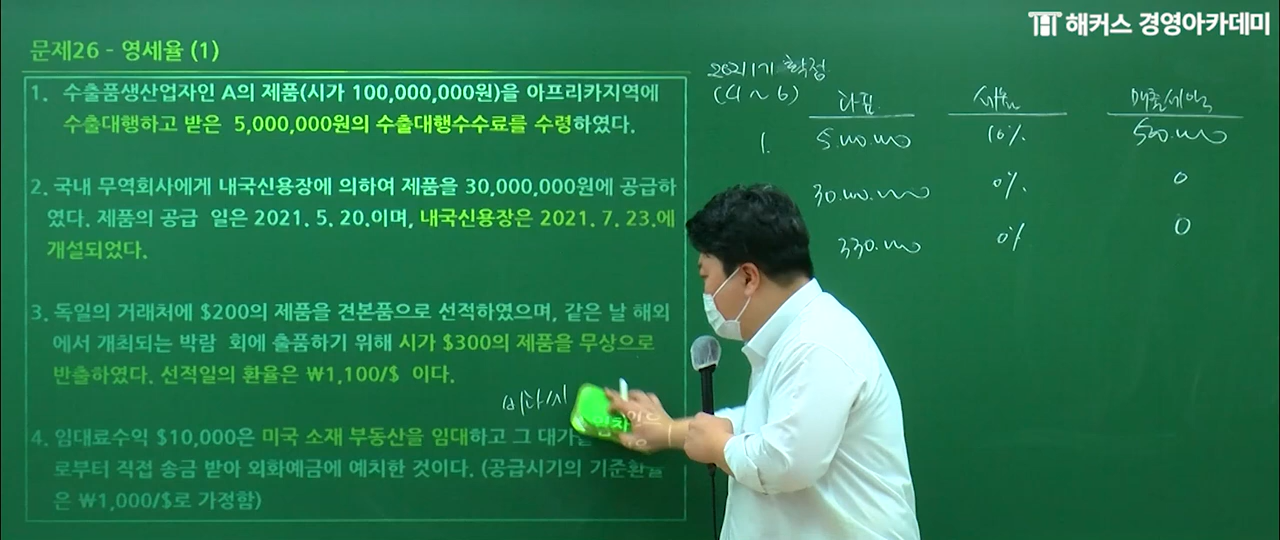 해커스 경영아카데미
문제26 - 영세율 (1)
1. 수출품생산업자인 A의 제품(시가 100,000,000원)을 아프리카지역에
수출대행하고 받은 5,000,000원의 수출대행수수료를 수령하였다.
2. 국내 무역회사에게 내국신용장에 의하여 제품을 30,000,000원에 공급하
였다. 제품의 공급 일은 2021. 5. 20.이며, 내국신용장은 2021. 7. 23.에
개설되었다.
3. 독일의 거래처에 $200의 제품을 견본품으로 선적하였으며, 같은 날 해외
에서 개최되는 박람 회에 출품하기 위해 시가 $300의 제품을 무상으로
반출하였다. 선적일의 환율은 ₩1,100/$ 이다.
4. 임대료수익 $10,000은 미국 소재 부동산을 임대하고 그 대가를
로부터 직접 송금 받아 외화예금에 예치한 것이다. (공급시기의 기준환율
은 ₩1,000/$로 가정함)
2021 1기 확정
(4 ~ 6) 과표 세율 매출세액
1. 5.000.000 10% 500.000
30.000.000 0% 0
330.000 0% 0